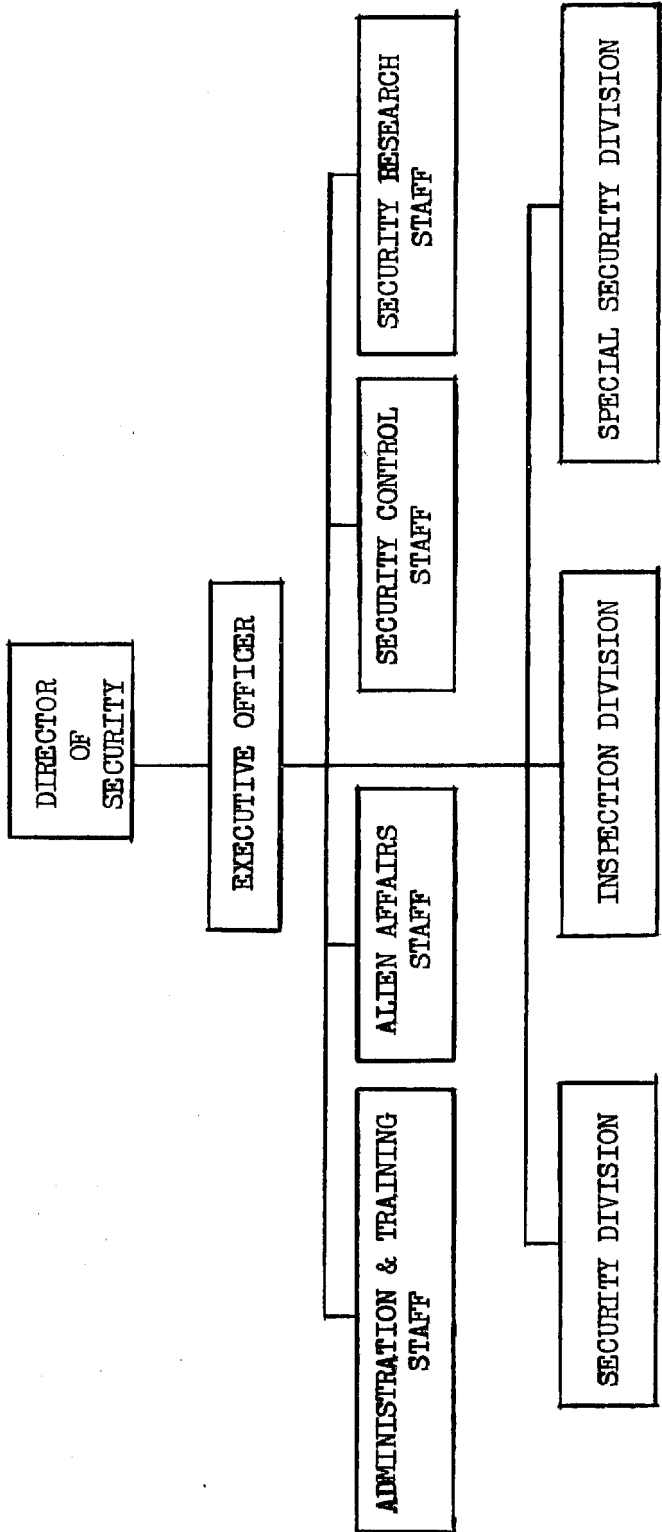 DIRECTOR
OF
SECURITY
EXECUTIVE OFFICER
ADMINISTRATION & TRAINING
STAFF
ALIEN AFFAIRS
STAFF
SECURITY CONTROL
STAFF
SECURITY RESEARCH
STAFF
SECURITY DIVISION
INSPECTION DIVISION
SPECIAL SECURITY DIVISION